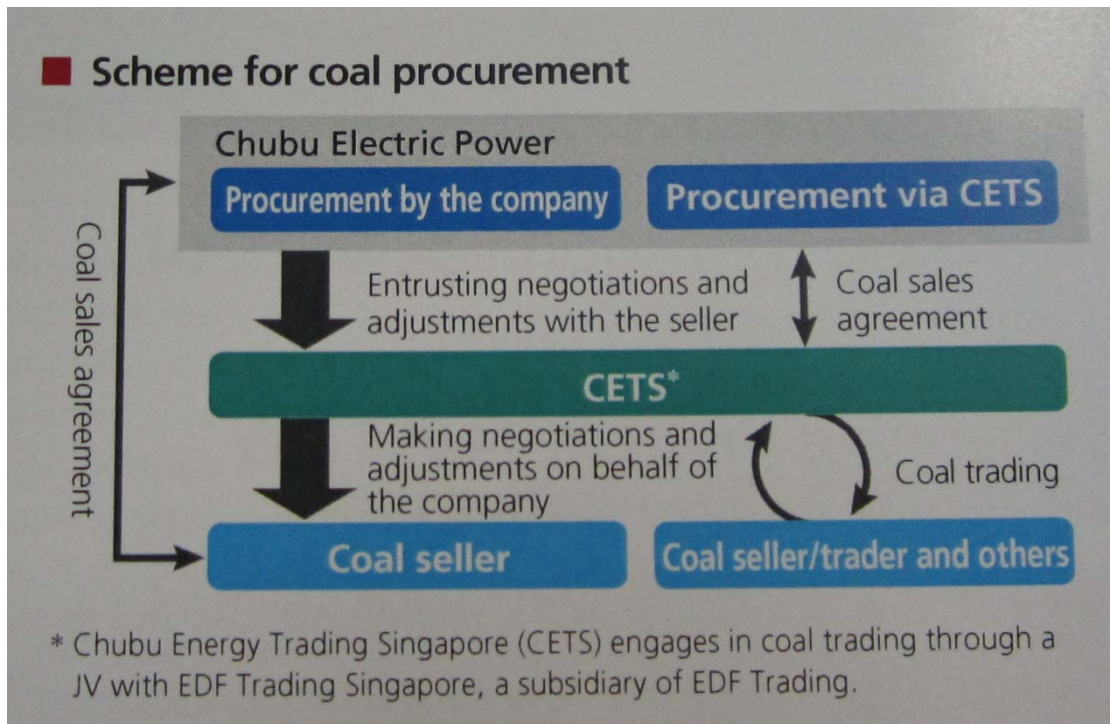 Scheme for coal procurement
Chubu Electric Power
Procurement by the company
Procurement via CETS
Coal sales agreement
Entrusting negotiations and
adjustments with the seller
Coal sales
agreement
CETS*
Making negotiations and
adjustments on behalf of
the company
Coal trading
Coal seller
Coal seller/trader and others
* Chubu Energy Trading Singapore (CETS) engages in coal trading through a
JV with EDF Trading Singapore, a subsidiary of EDF Trading.